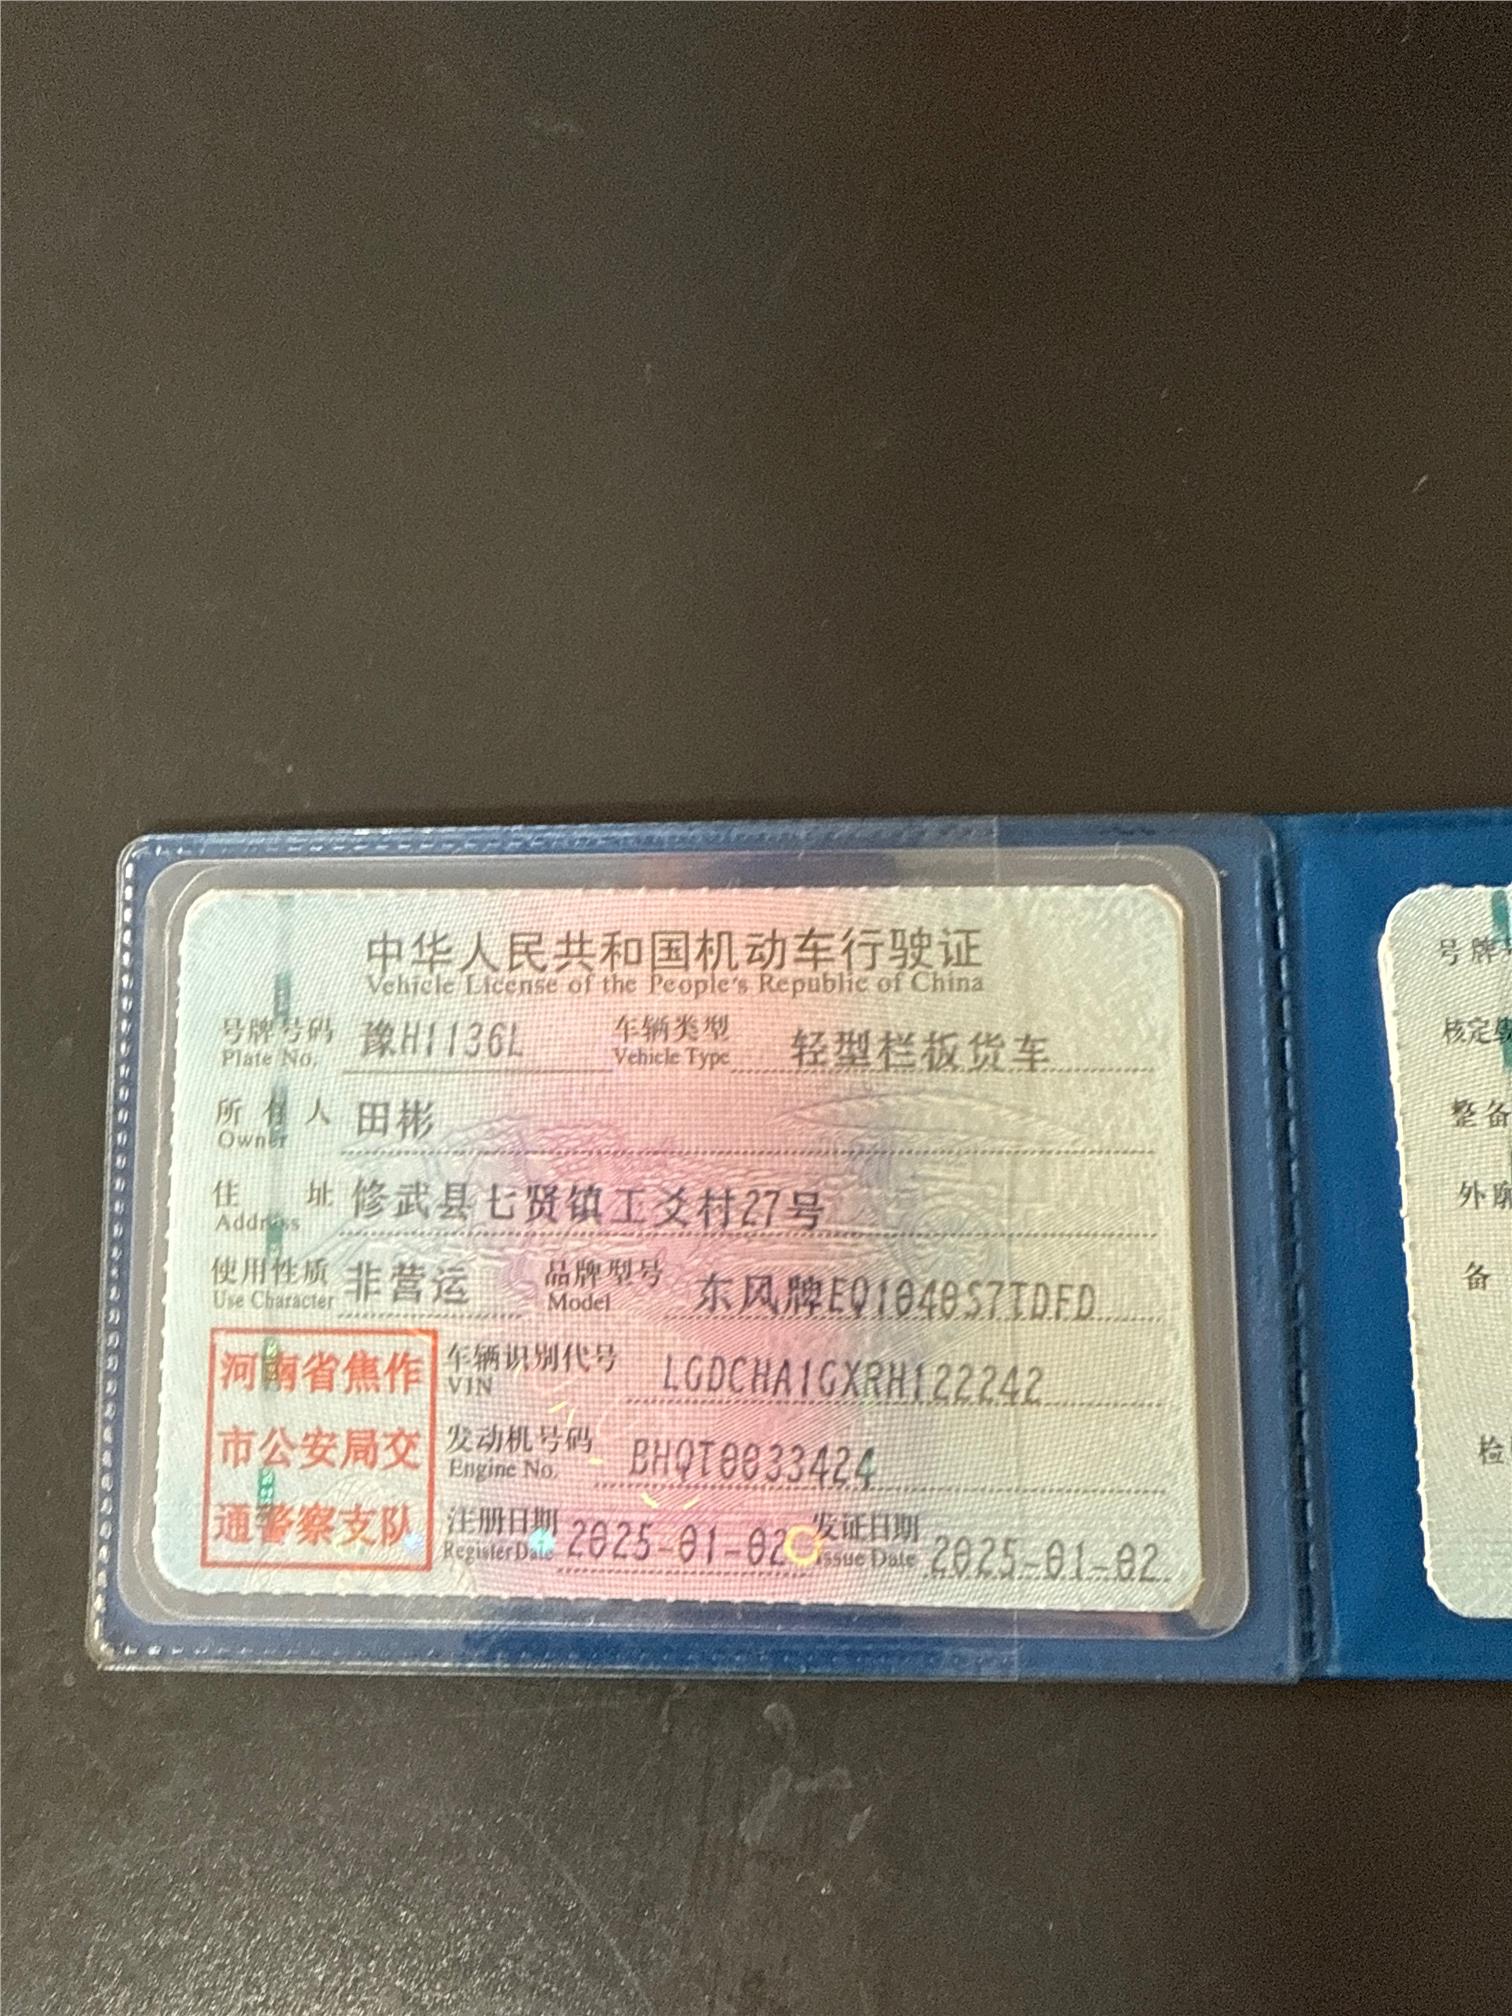 中华人民共和国机动车行驶证
Vehicle License of the People's Republic of China
号牌号码 豫H1136L 车辆类型 轻型栏板货车
Plate No. Vehicle Type
所有人 田彬
Owner
住址 修武县七贤镇工爻村27号
Address
使用性质 非营运 品牌型号 东风牌EQ1040S7TDFD
Use Character Model
河南省焦作
市公安局交
通警察支队
车辆识别代号 LGDCHA1GXRH122242
VIN
发动机号码 BHQT0033424
Engine No.
注册日期 2025-01-02 发证日期 2025-01-02
Register Date Issue Date
号牌
核定
整备
外廓
备
检